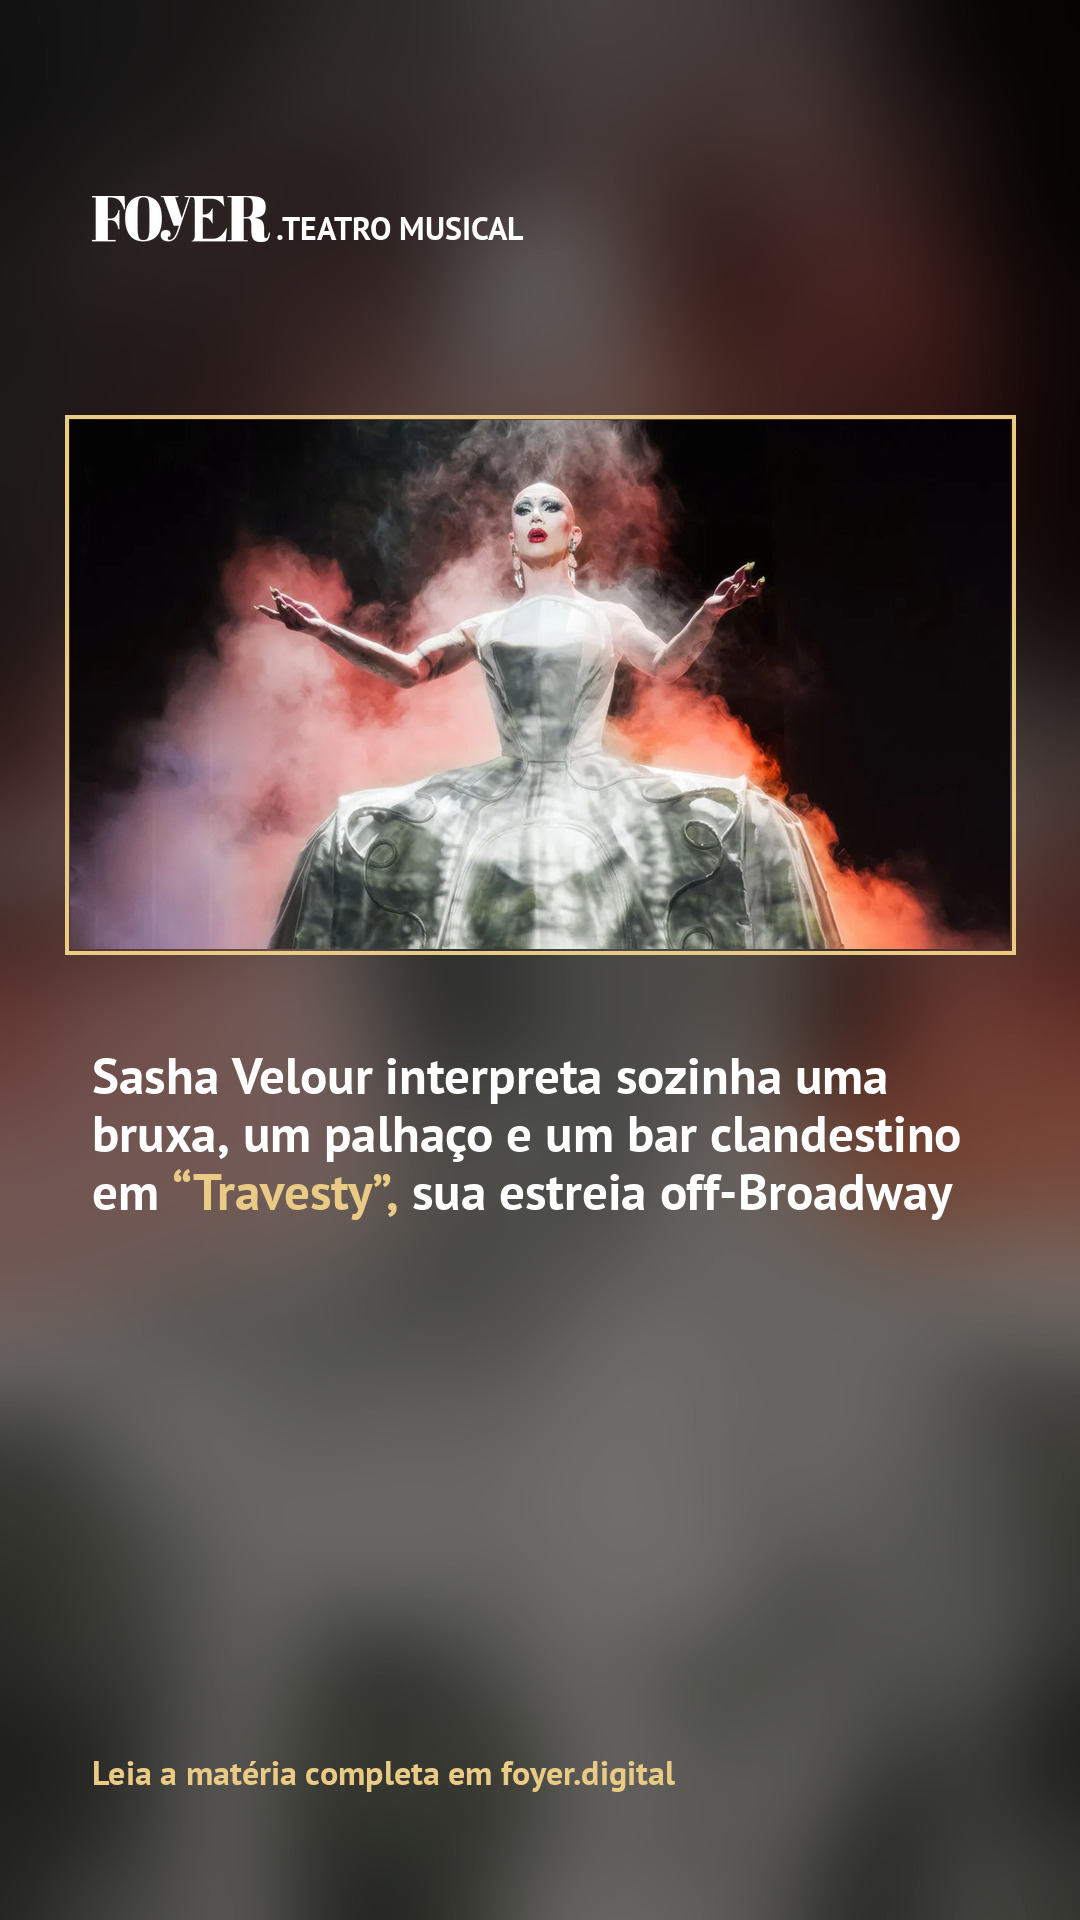 FOYER .TEATRO MUSICAL
Sasha Velour interpreta sozinha uma
bruxa, um palhaço e um bar clandestino
em “Travesty”, sua estreia off-Broadway
Leia a matéria completa em foyer.digital